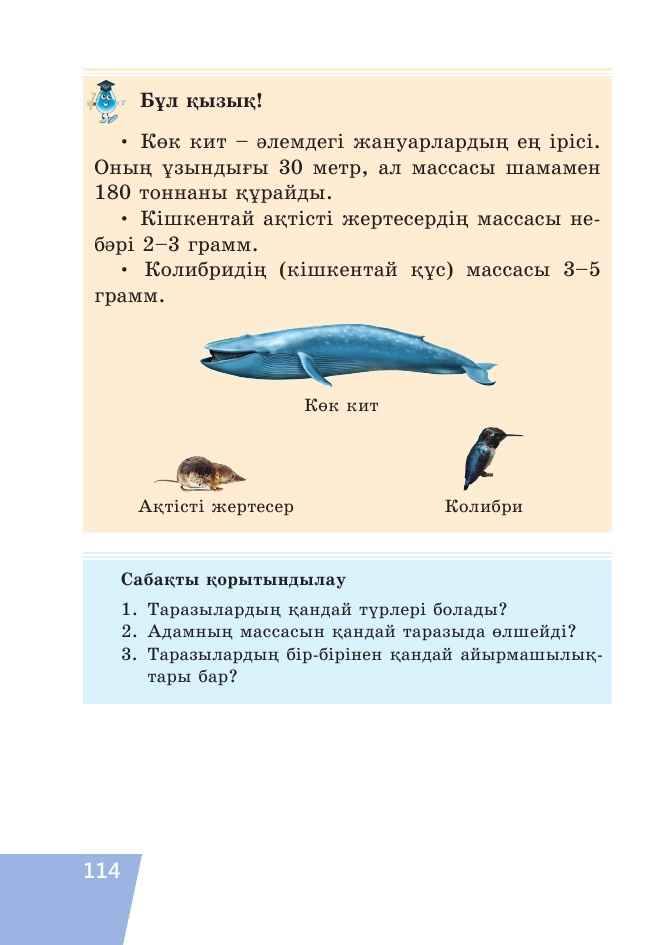 Бұл қызық!
• Көк кит – әлемдегі жануарлардың ең ірісі.
Оның ұзындығы 30 метр, ал массасы шамамен
180 тоннаны құрайды.
• Кішкентай ақтісті жертесердің массасы не-
бәрі 2–3 грамм.
• Колибридің (кішкентай құс) массасы 3–5
грамм.
Көк кит
Ақтісті жертесер
Колибри
Сабақты қорытындылау
1. Таразылардың қандай түрлері болады?
2. Адамның массасын қандай таразыда өлшейді?
3. Таразылардың бір-бірінен қандай айырмашылық-
тары бар?
114